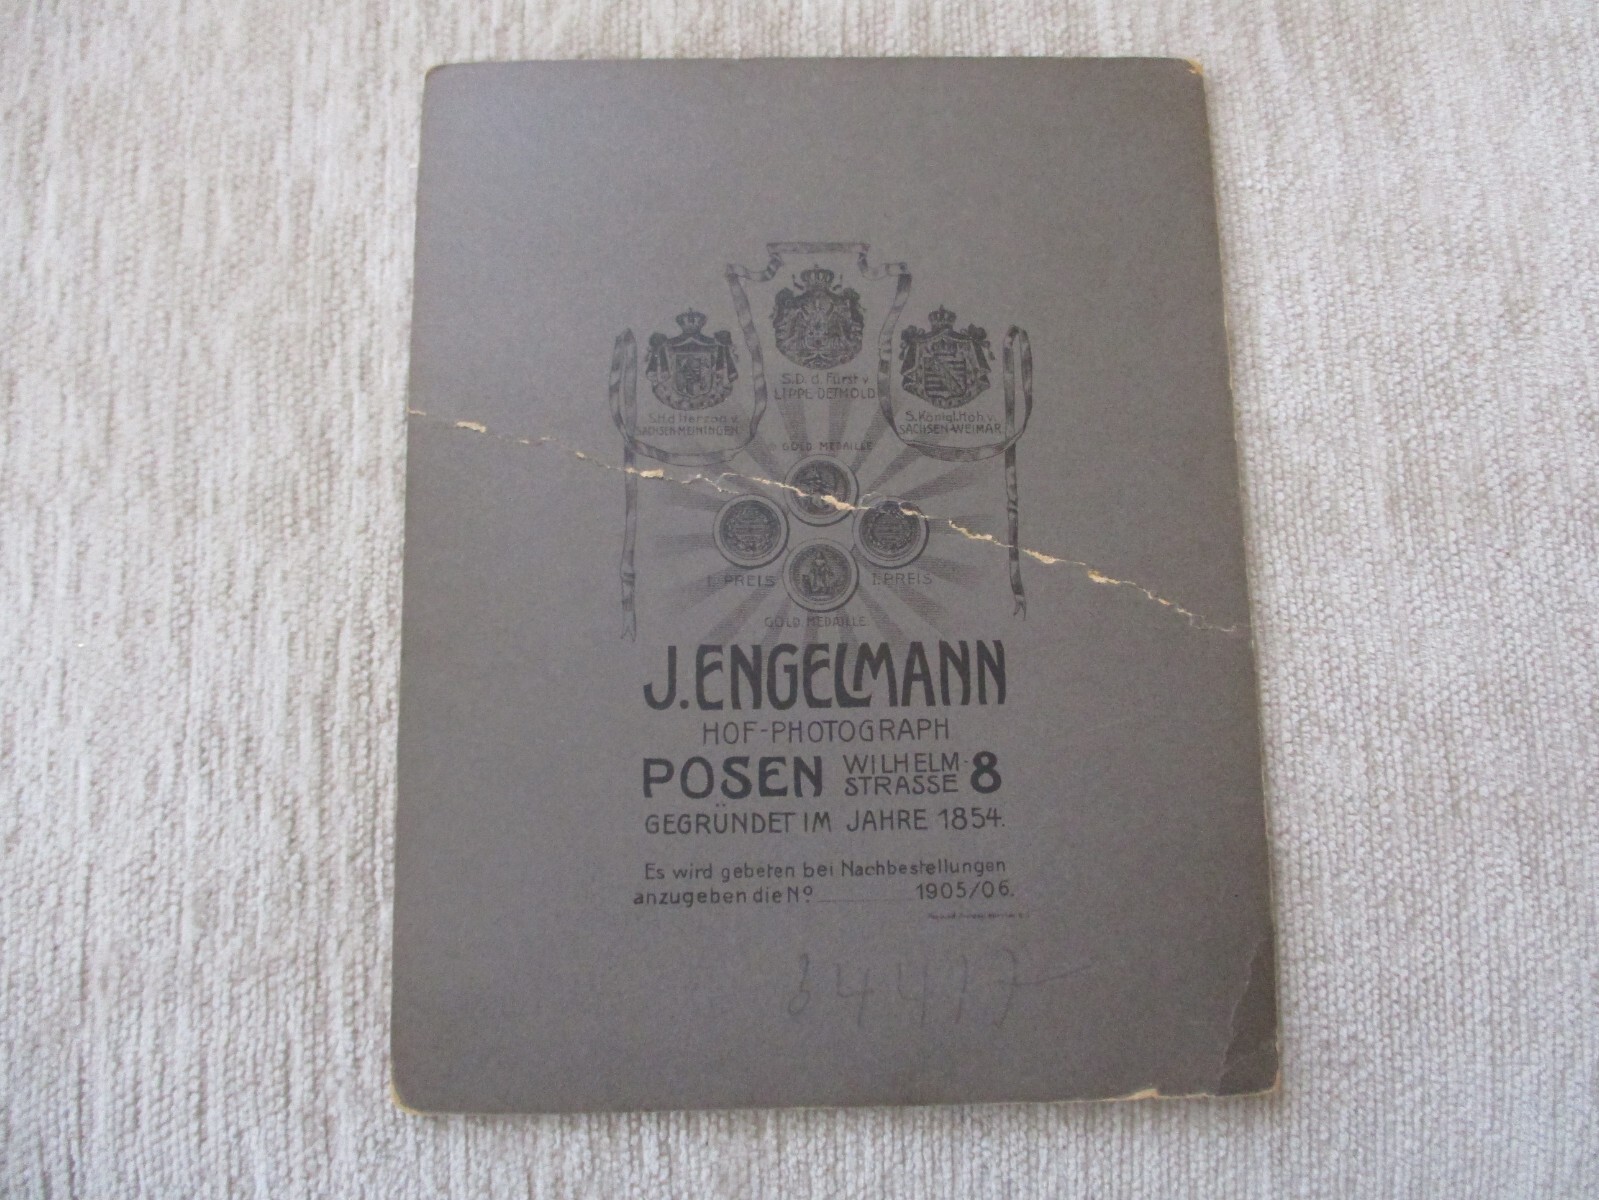 S.D. d. Fürst v.
LIPPE-DETMOLD
S.H.d. Herzog v.
SACHSEN-MEININGEN
S. Königl. Hoh. v.
SACHSEN-WEIMAR
GOLD. MEDAILLE
I. PREIS
I. PREIS
GOLD. MEDAILLE.
J. ENGELMANN
HOF-PHOTOGRAPH
POSEN WILHELM-
STRASSE 8
GEGRÜNDET IM JAHRE 1854.
Es wird gebeten bei Nachbestellungen
anzugeben die No 1905/06.
34417